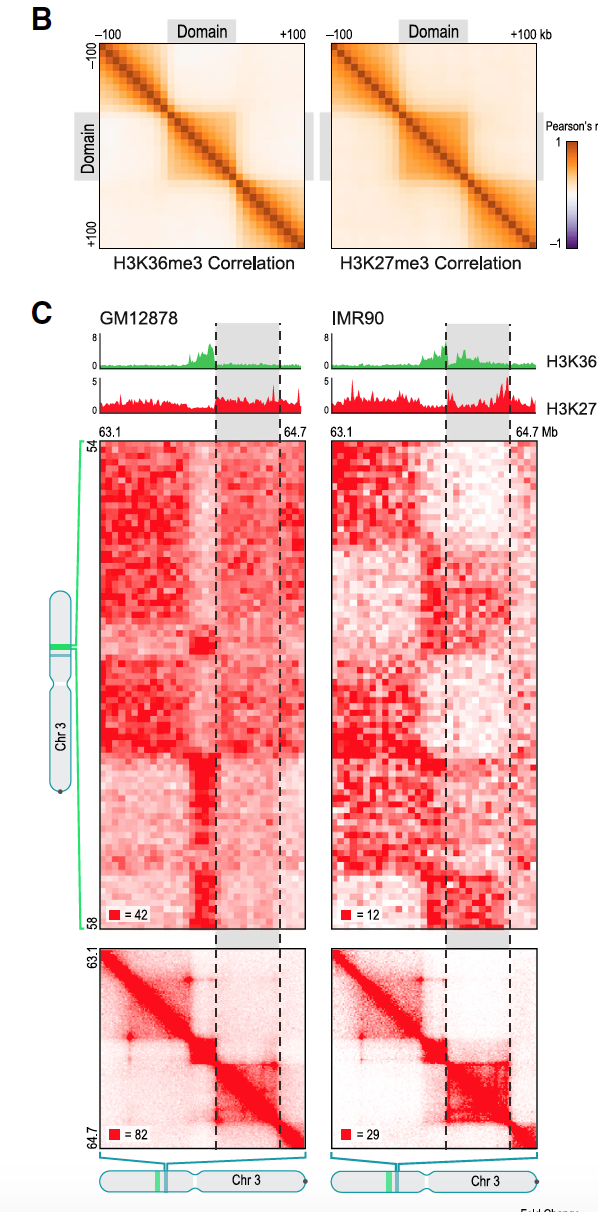 B
Domain
Domain
–100
+100
–100
+100 kb
–100
Domain
+100
Pearson's r
1
–1
H3K36me3 Correlation
H3K27me3 Correlation
C
GM12878
IMR90
8
0
8
0
H3K36
5
0
5
0
H3K27
63.1
64.7
63.1
64.7 Mb
54
58
Chr 3
= 42
= 12
63.1
64.7
= 82
= 29
Chr 3
Chr 3